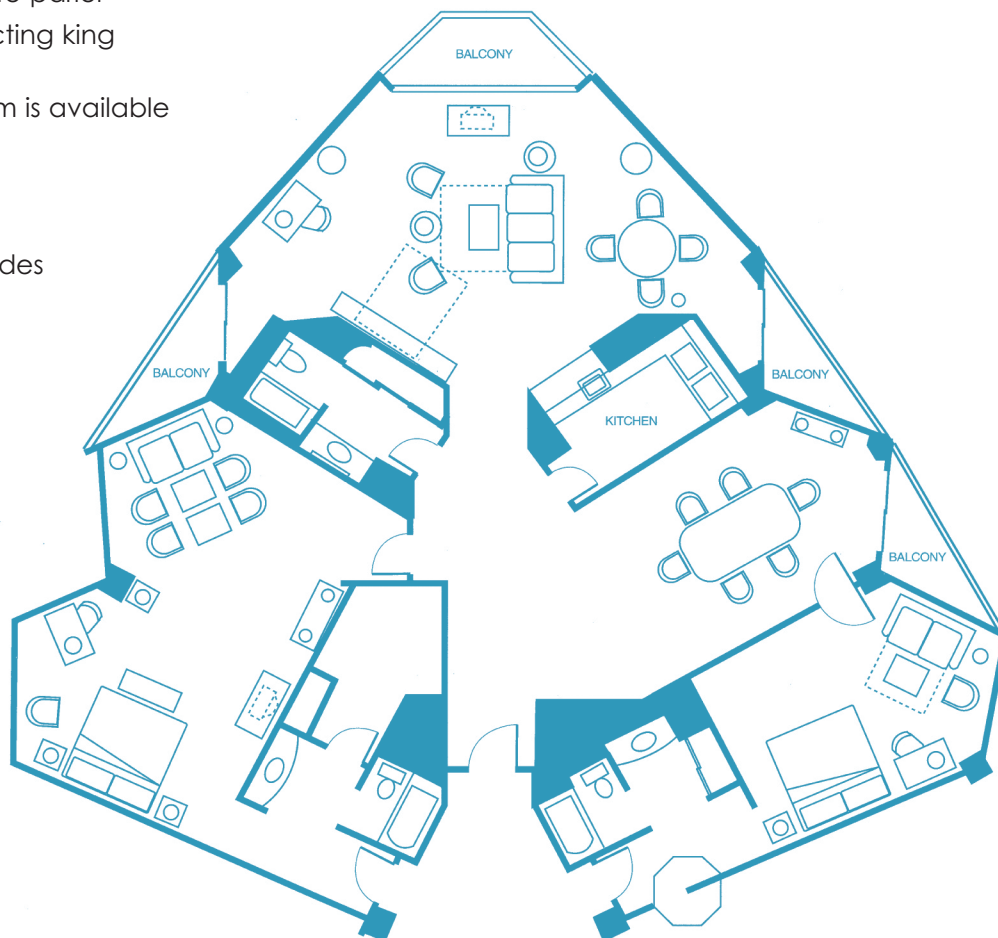 cting king
m is available
des
BALCONY
BALCONY
BALCONY
KITCHEN
BALCONY